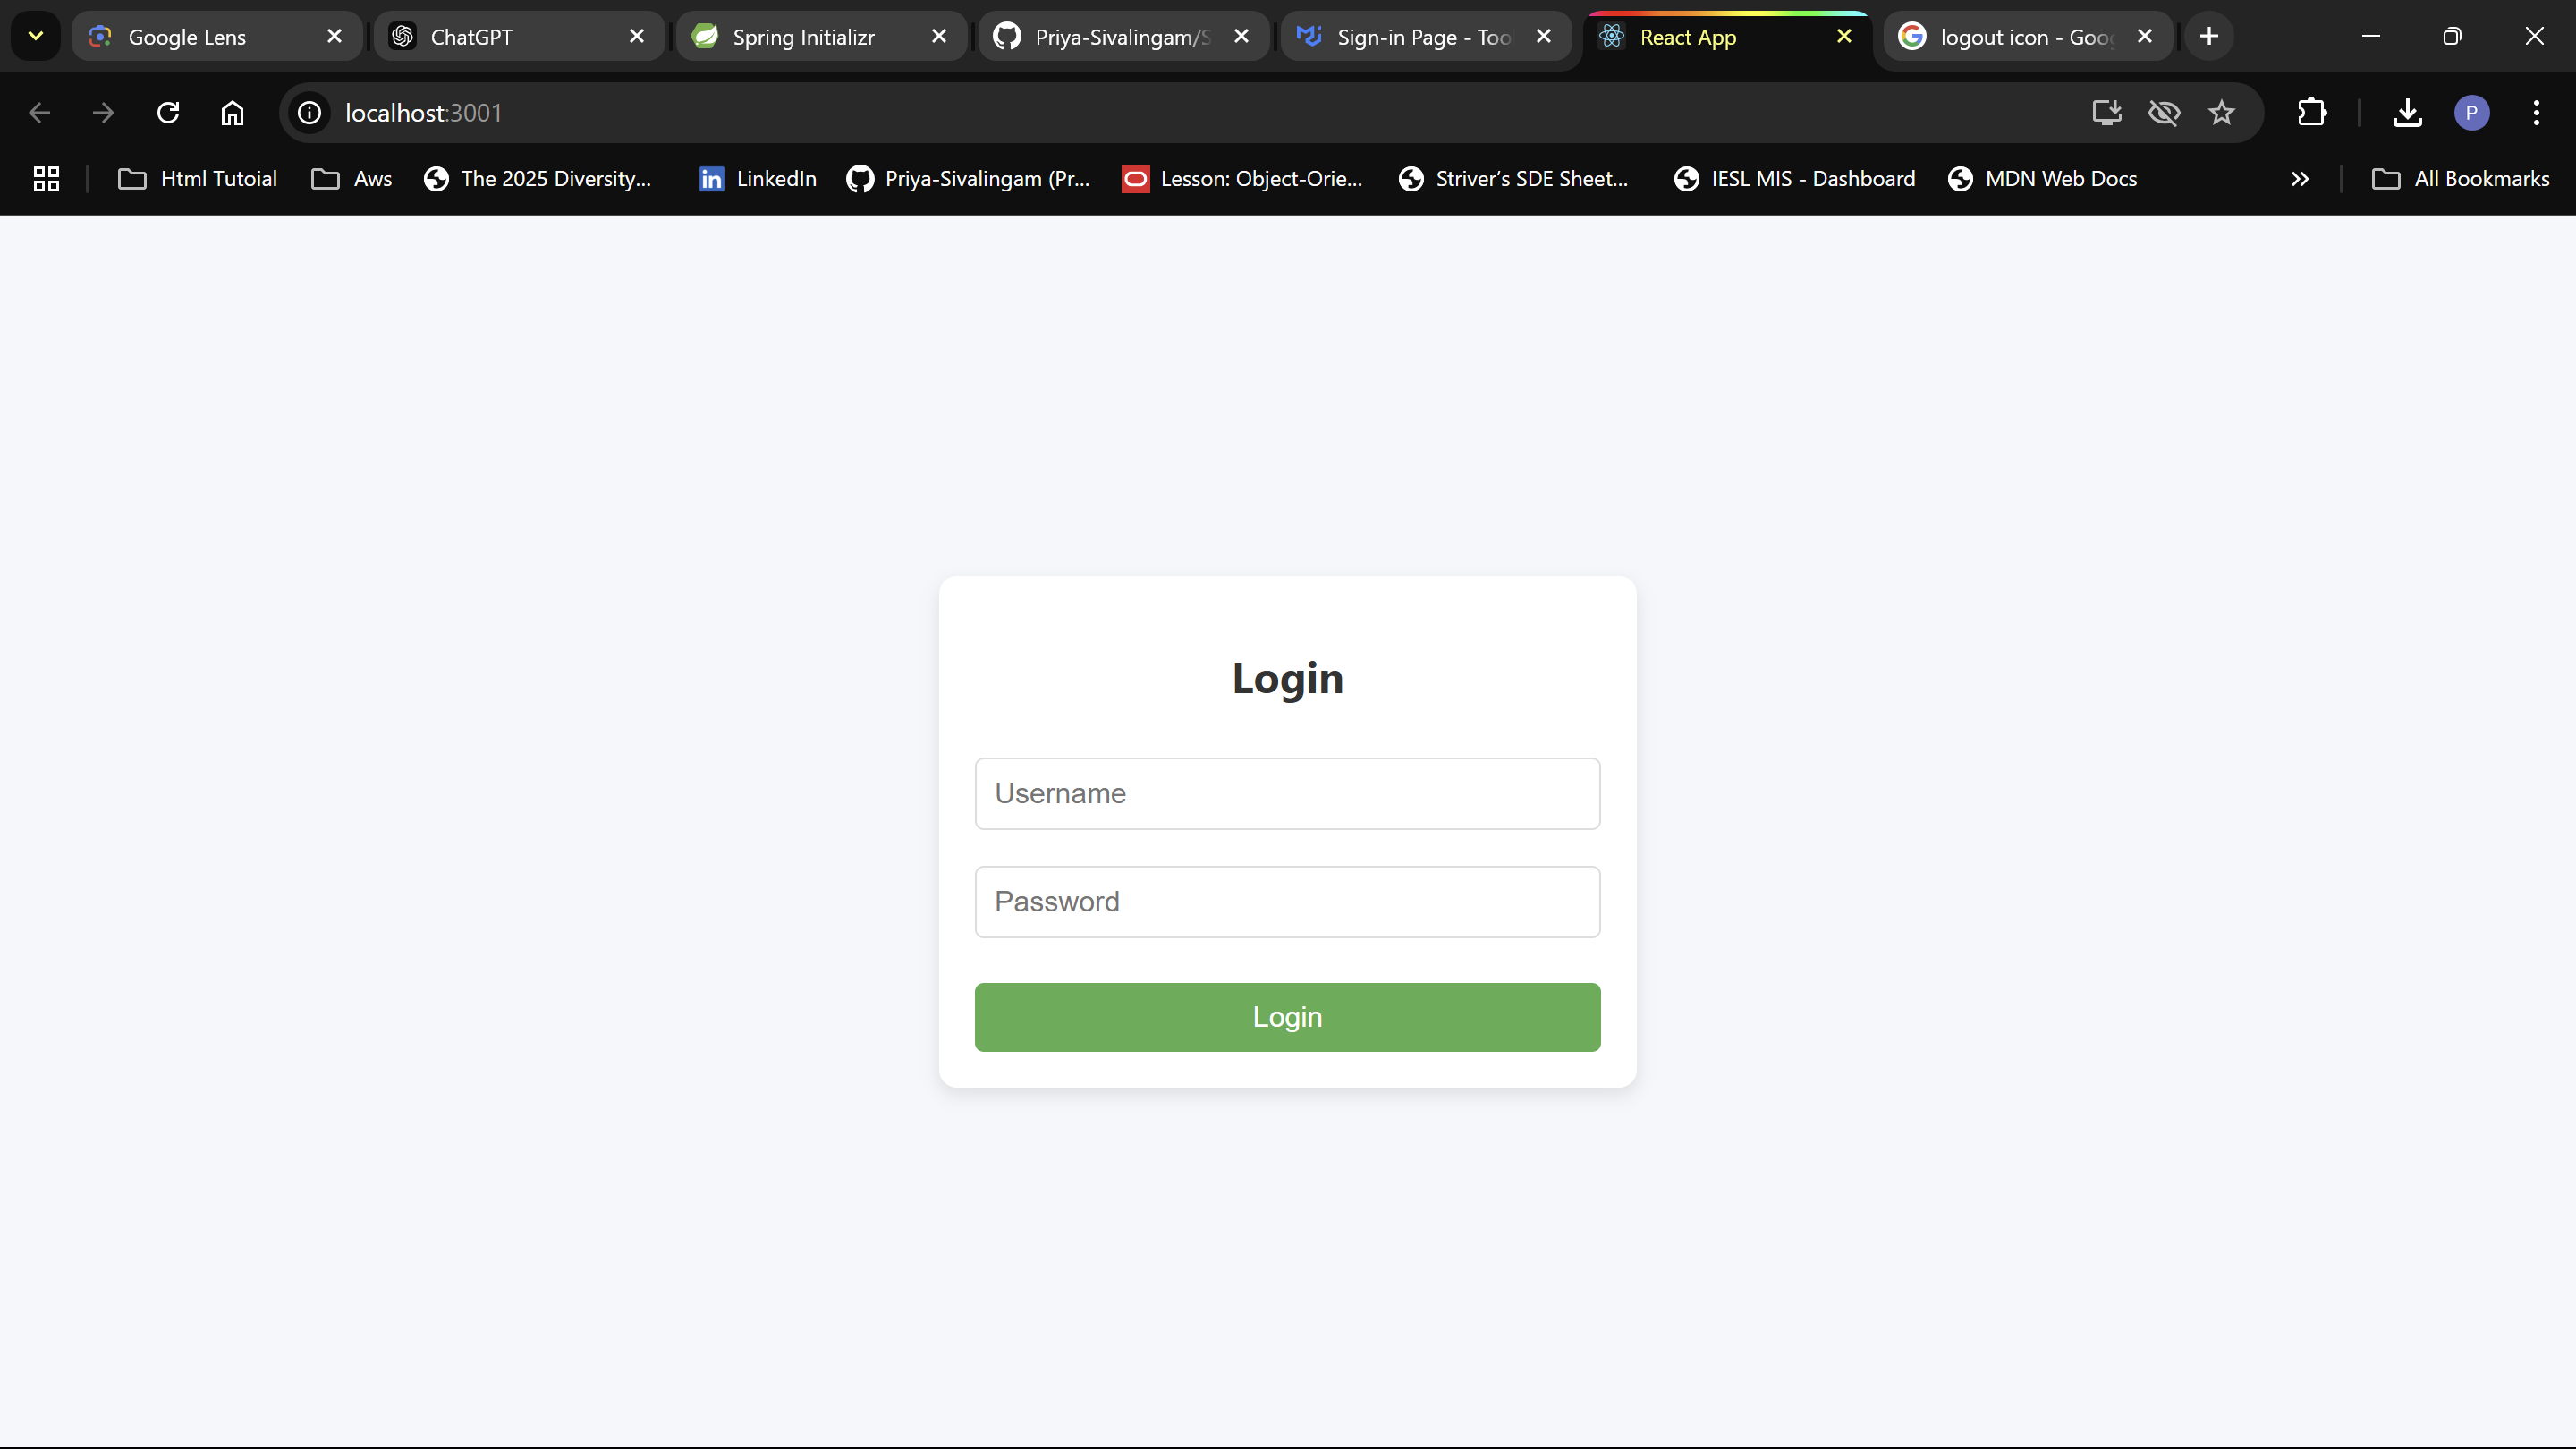 Google Lens
ChatGPT
Spring Initializr
Priya-Sivalingam/S
Sign-in Page - Too
React App
logout icon - Goog
localhost:3001
P
Html Tutoial
Aws
The 2025 Diversity...
LinkedIn
Priya-Sivalingam (Pr...
Lesson: Object-Orie...
Striver's SDE Sheet...
IESL MIS - Dashboard
MDN Web Docs
All Bookmarks
Login
Username
Password
Login